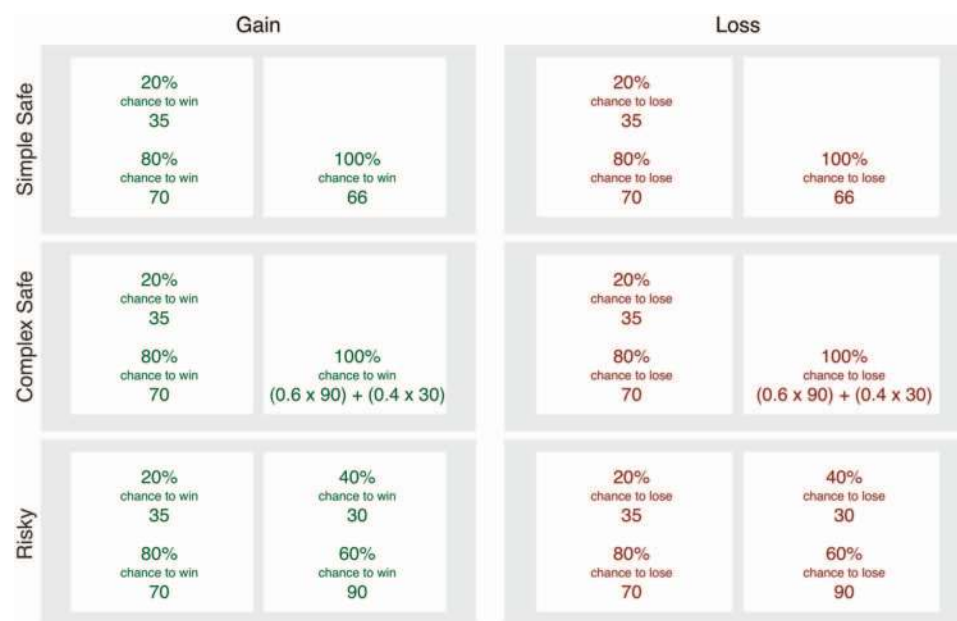 Gain
Loss
Simple Safe
20%
chance to win
35
80%
chance to win
70
100%
chance to win
66
20%
chance to lose
35
80%
chance to lose
70
100%
chance to lose
66
Complex Safe
20%
chance to win
35
80%
chance to win
70
100%
chance to win
(0.6 x 90) + (0.4 x 30)
20%
chance to lose
35
80%
chance to lose
70
100%
chance to lose
(0.6 x 90) + (0.4 x 30)
Risky
20%
chance to win
35
80%
chance to win
70
40%
chance to win
30
60%
chance to win
90
20%
chance to lose
35
80%
chance to lose
70
40%
chance to lose
30
60%
chance to lose
90